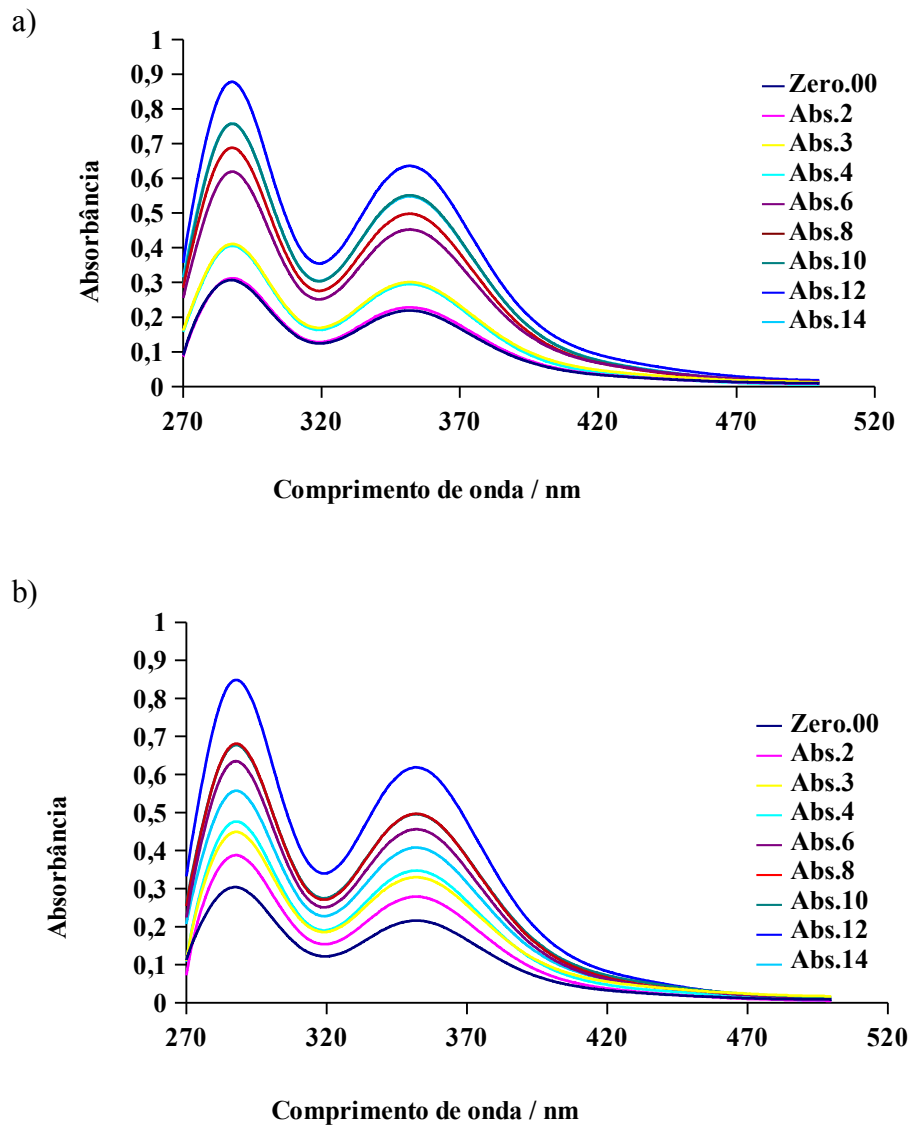 a)
Absorbância
1
0,9
0,8
0,7
0,6
0,5
0,4
0,3
0,2
0,1
0
270 320 370 420 470 520
Comprimento de onda / nm
Zero.00
Abs.2
Abs.3
Abs.4
Abs.6
Abs.8
Abs.10
Abs.12
Abs.14
b)
Absorbância
1
0,9
0,8
0,7
0,6
0,5
0,4
0,3
0,2
0,1
0
270 320 370 420 470 520
Comprimento de onda / nm
Zero.00
Abs.2
Abs.3
Abs.4
Abs.6
Abs.8
Abs.10
Abs.12
Abs.14